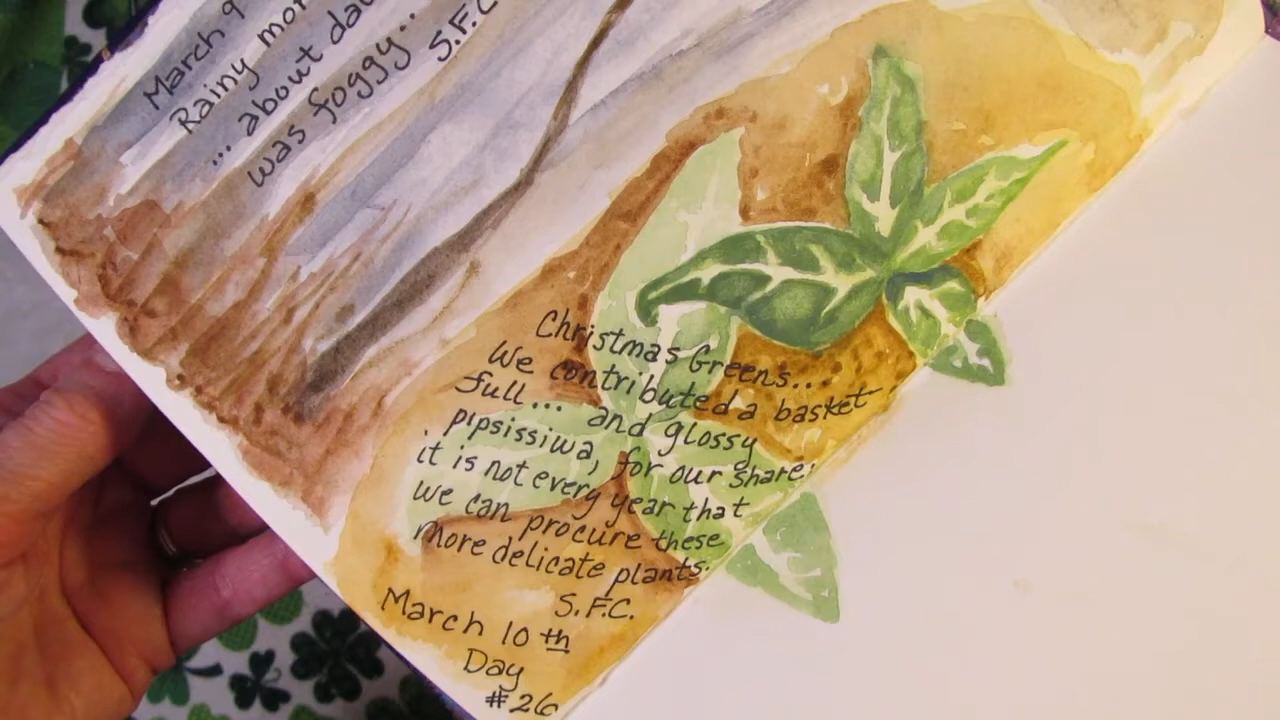 March 9
Rainy mor
... about da
was foggy..
S.F.C
Christmas Greens...
We contributed a basket
full... and glossy
pipsissiwa, for our share;
it is not every year that
we can procure these
more delicate plants.
S.F.C.
March 10th
Day
#26